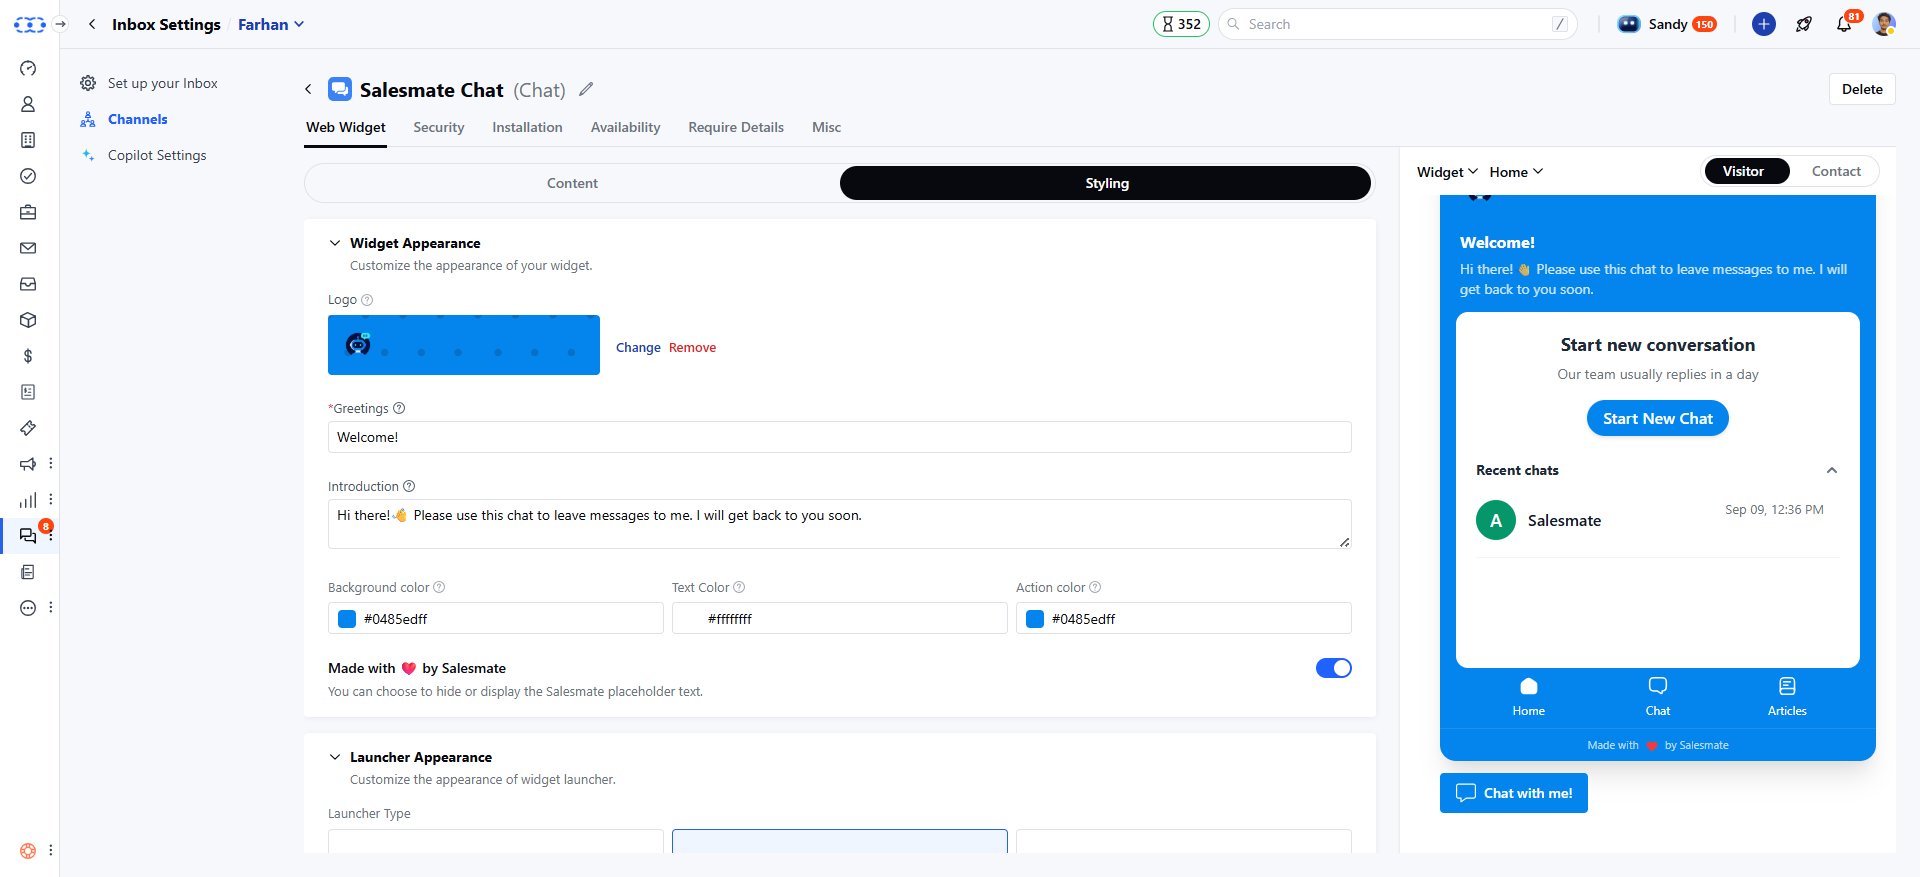 Inbox Settings / Farhan
352
Search /
Sandy 150
81
Set up your Inbox
Channels
Copilot Settings
8
Salesmate Chat (Chat)
Delete
Web Widget Security Installation Availability Require Details Misc
Content Styling
Widget Appearance
Customize the appearance of your widget.
Logo
Change Remove
*Greetings
Welcome!
Introduction
Hi there!👋 Please use this chat to leave messages to me. I will get back to you soon.
Background color Text Color Action color
#0485edff #ffffffff #0485edff
Made with ❤️ by Salesmate
You can choose to hide or display the Salesmate placeholder text.
Launcher Appearance
Customize the appearance of widget launcher.
Launcher Type
Widget Home Visitor Contact
Welcome!
Hi there! 👋 Please use this chat to leave messages to me. I will
get back to you soon.
Start new conversation
Our team usually replies in a day
Start New Chat
Recent chats
A Salesmate Sep 09, 12:36 PM
Home Chat Articles
Made with ❤️ by Salesmate
Chat with me!